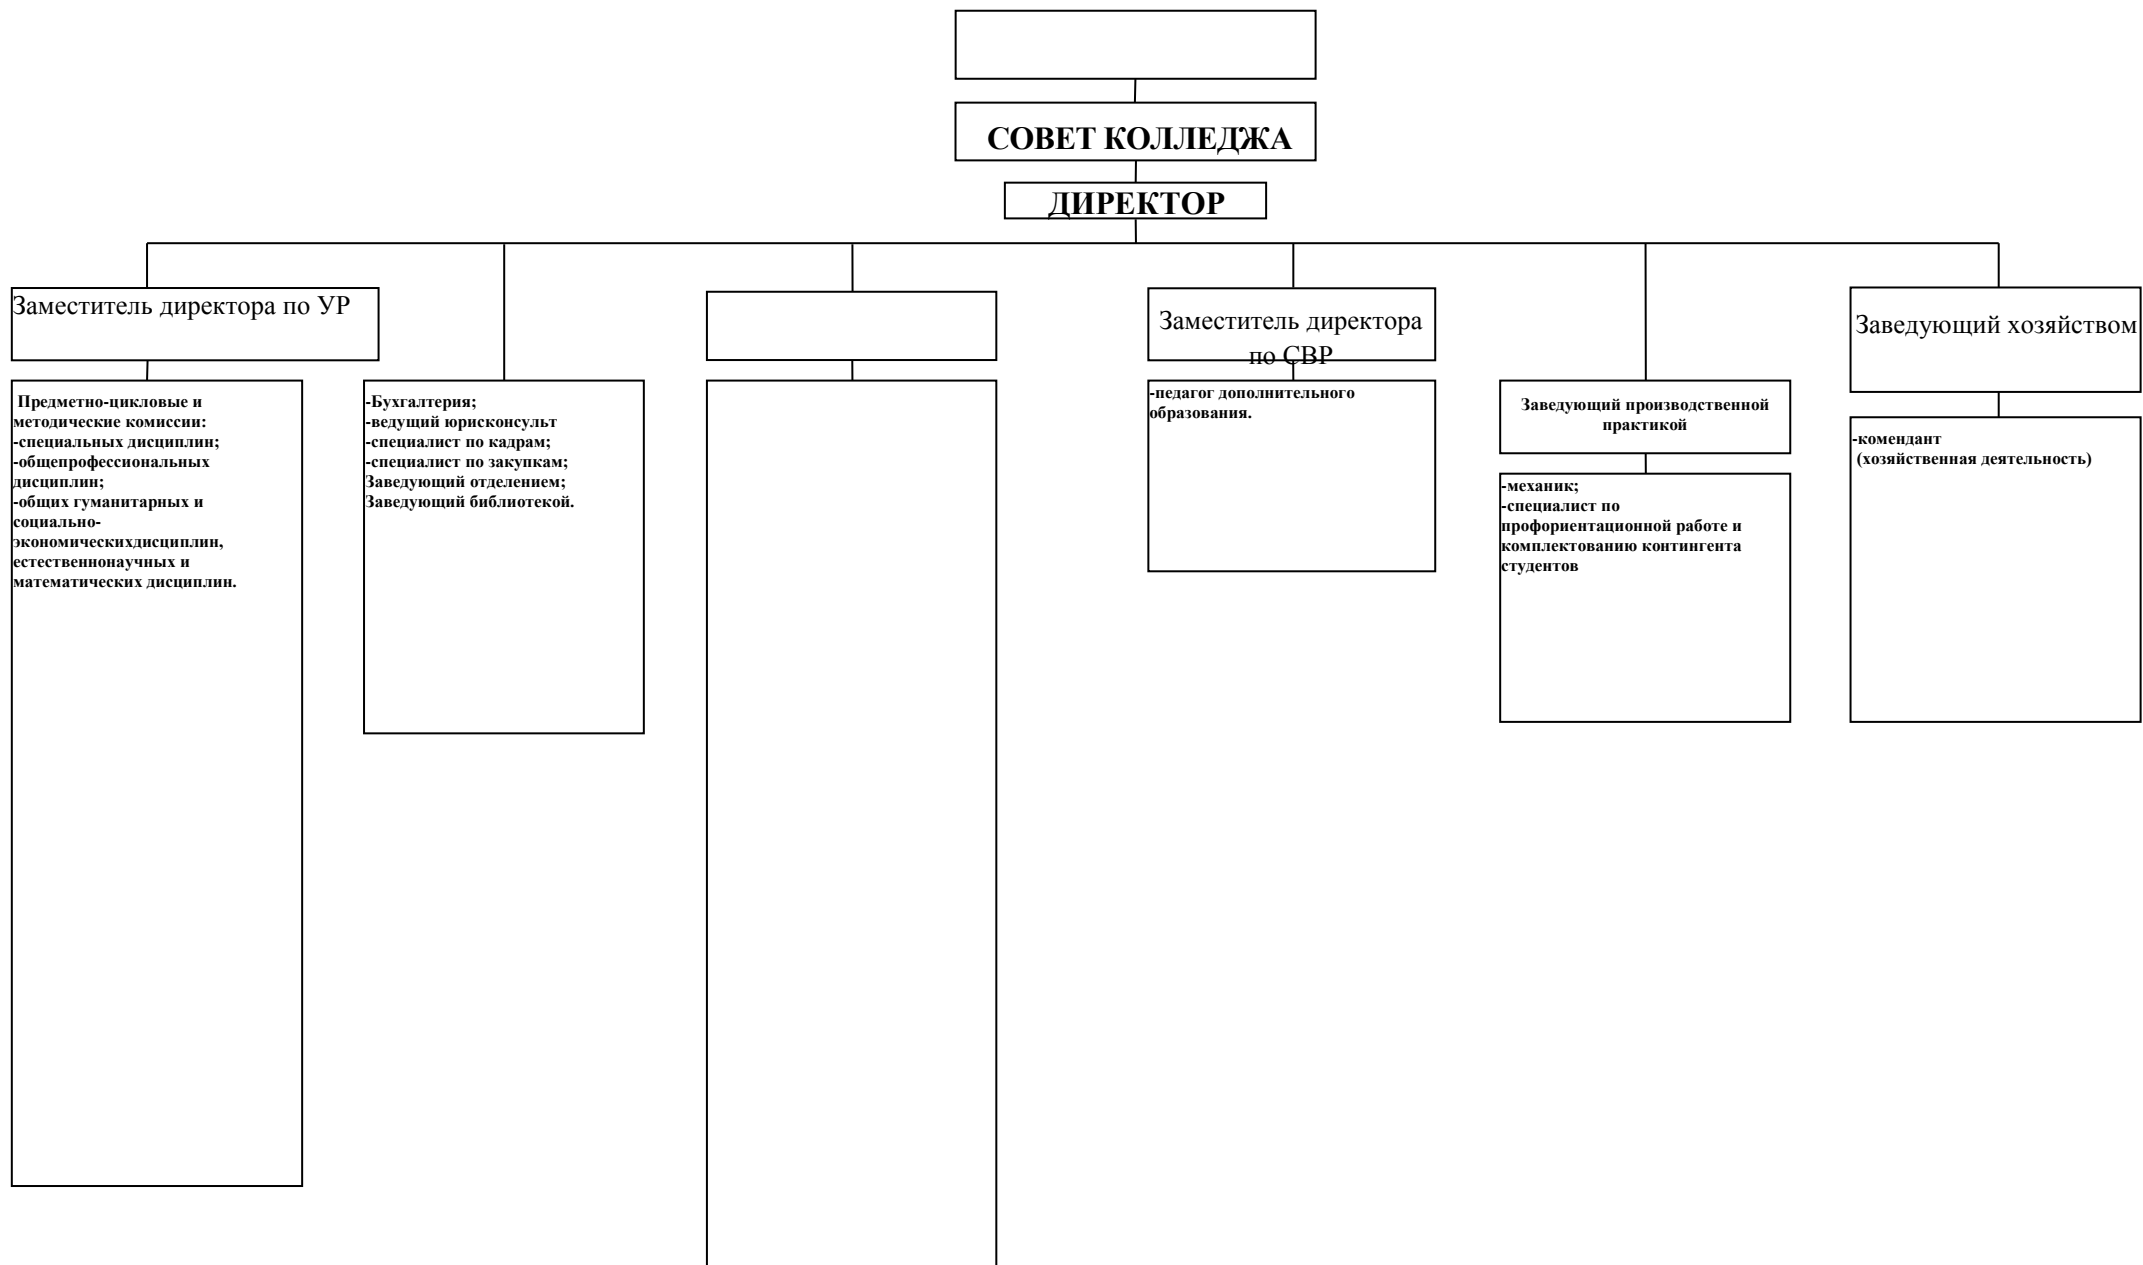 СОВЕТ КОЛЛЕДЖА
ДИРЕКТОР
Заместитель директора по УР
Предметно-цикловые и
методические комиссии:
-специальных дисциплин;
-общепрофессиональных
дисциплин;
-общих гуманитарных и
социально-
экономическихдисциплин,
естественнонаучных и
математических дисциплин.
-Бухгалтерия;
-ведущий юрисконсульт
-специалист по кадрам;
-специалист по закупкам;
Заведующий отделением;
Заведующий библиотекой.
Заместитель директора
по СВР
-педагог дополнительного
образования.
Заведующий производственной
практикой
-механик;
-специалист по
профориентационной работе и
комплектованию контингента
студентов
Заведующий хозяйством
-комендант
(хозяйственная деятельность)